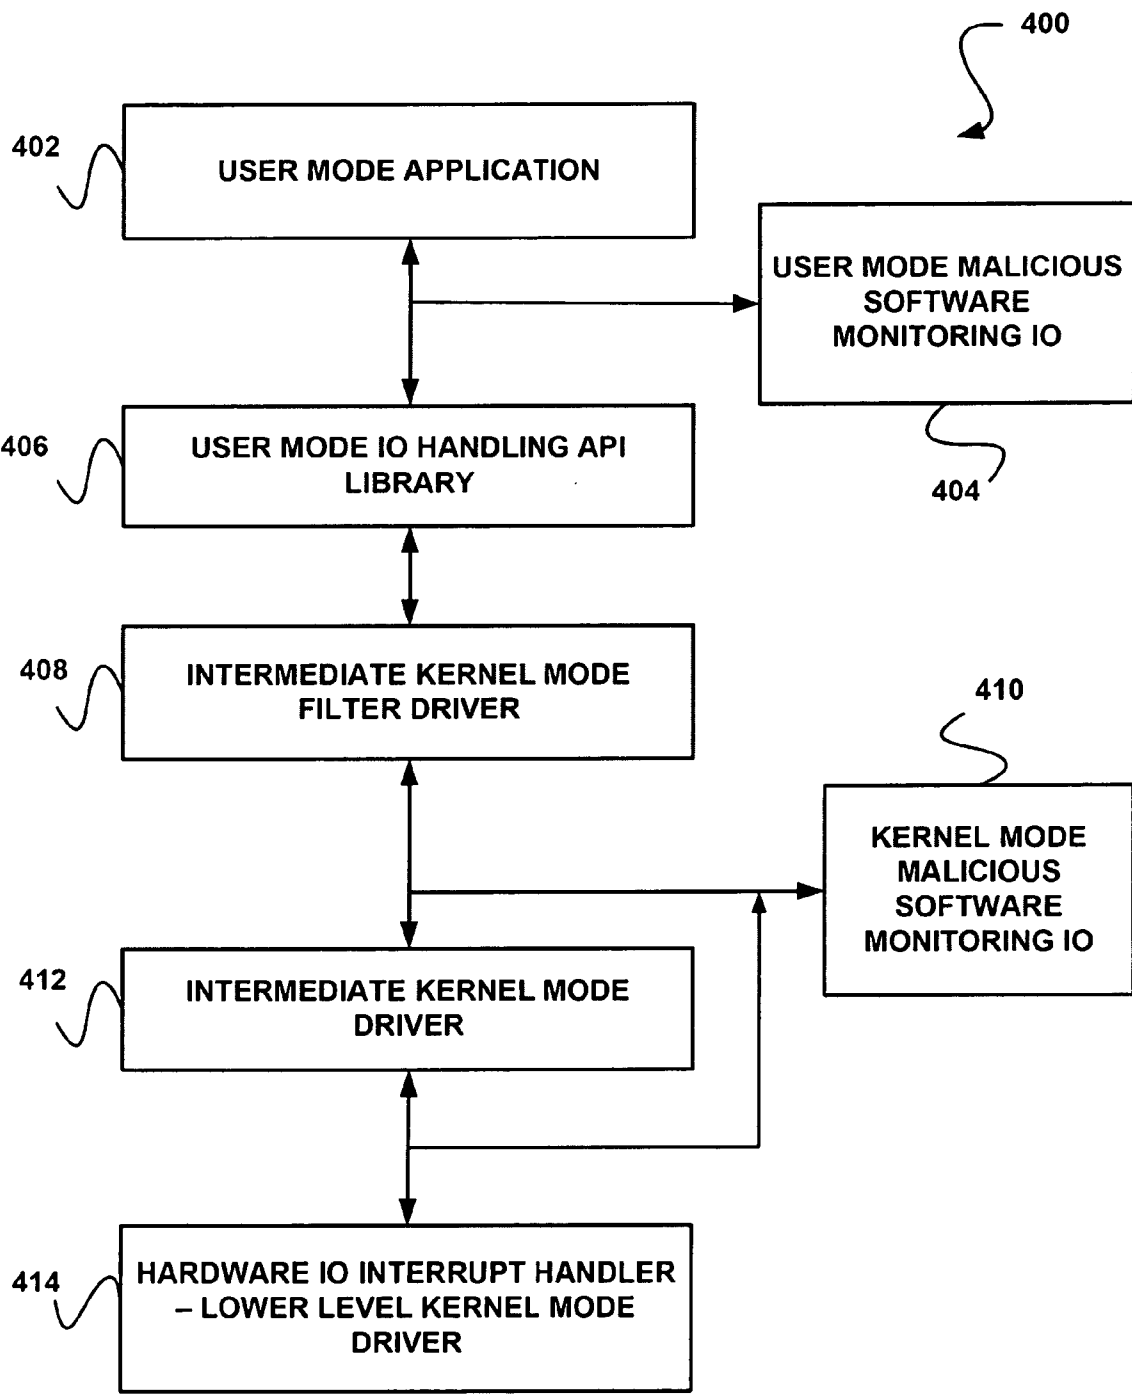 400
402
USER MODE APPLICATION
USER MODE MALICIOUS
SOFTWARE
MONITORING IO
404
406
USER MODE IO HANDLING API
LIBRARY
408
INTERMEDIATE KERNEL MODE
FILTER DRIVER
410
KERNEL MODE
MALICIOUS
SOFTWARE
MONITORING IO
412
INTERMEDIATE KERNEL MODE
DRIVER
414
HARDWARE IO INTERRUPT HANDLER
– LOWER LEVEL KERNEL MODE
DRIVER